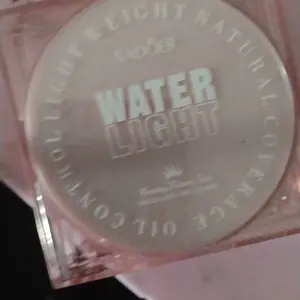 SADOER
WATER
LIGHT
LIGHT WEIGHT NATURAL COVERAGE OIL CONTROL